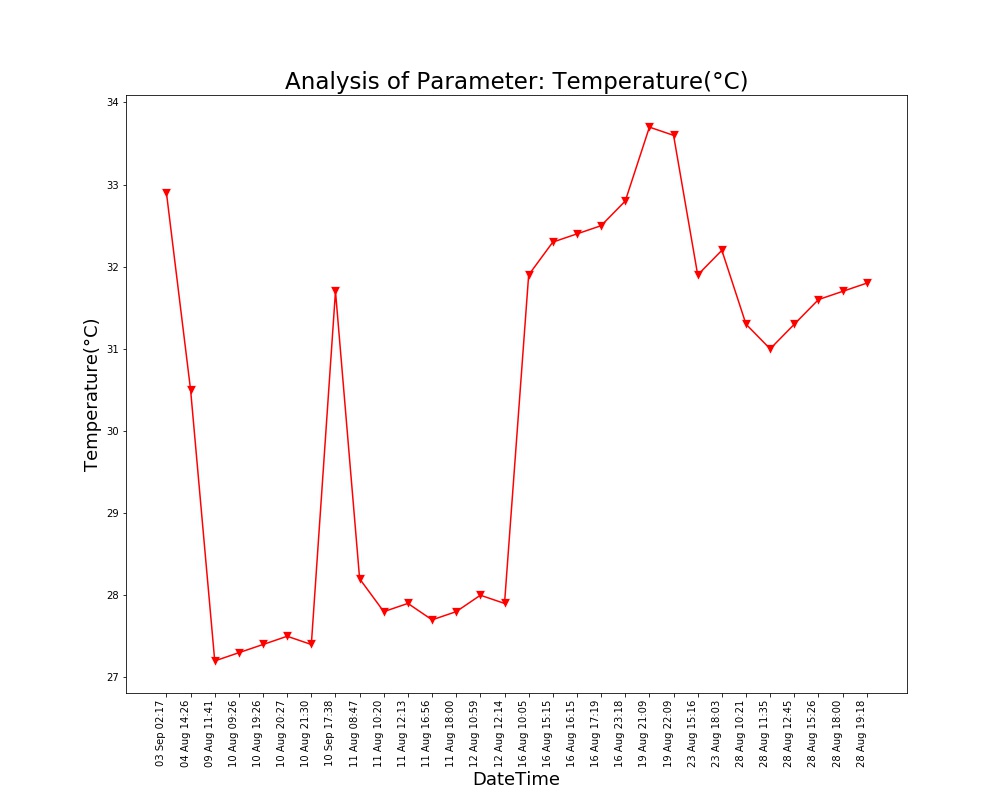 Analysis of Parameter: Temperature(°C)
34
33
32
31
30
29
28
27
Temperature(°C)
03 Sep 02:17
04 Aug 14:26
09 Aug 11:41
10 Aug 09:26
10 Aug 19:26
10 Aug 20:27
10 Aug 21:30
10 Sep 17:38
11 Aug 08:47
11 Aug 10:20
11 Aug 12:13
11 Aug 16:56
11 Aug 18:00
12 Aug 10:59
12 Aug 12:14
16 Aug 10:05
16 Aug 15:15
16 Aug 16:15
16 Aug 17:19
16 Aug 23:18
19 Aug 21:09
19 Aug 22:09
23 Aug 15:16
23 Aug 18:03
28 Aug 10:21
28 Aug 11:35
28 Aug 12:45
28 Aug 15:26
28 Aug 18:00
28 Aug 19:18
DateTime